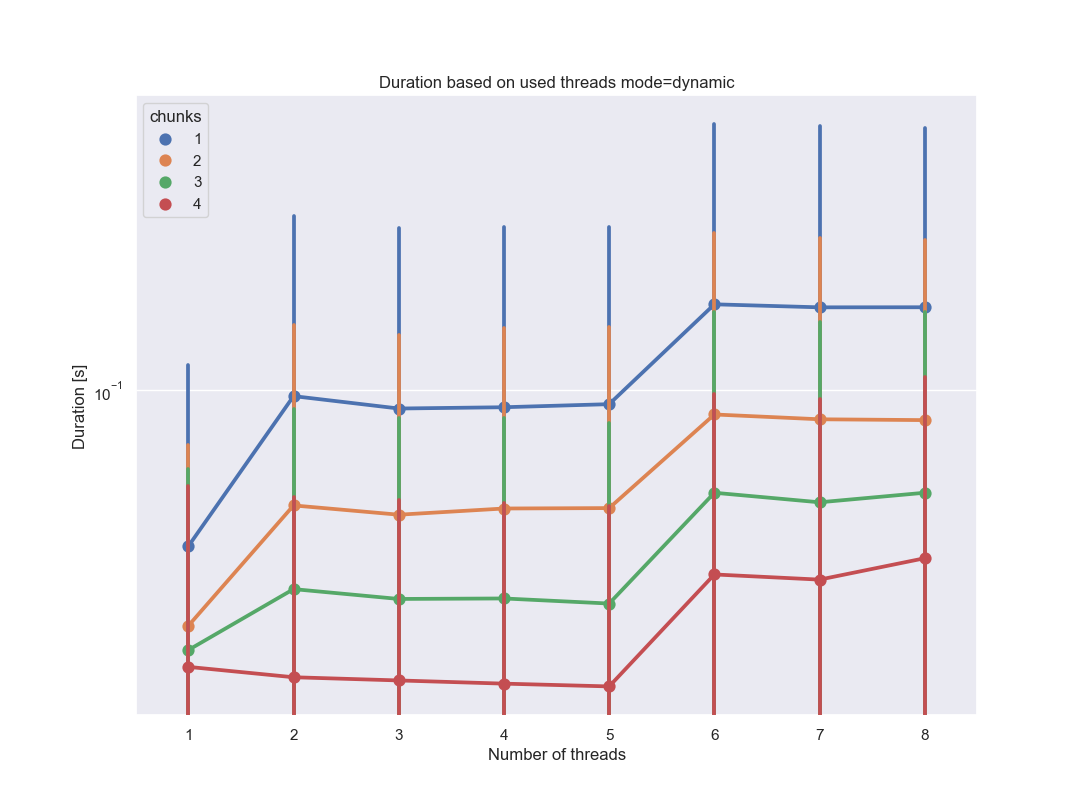 Duration based on used threads mode=dynamic
chunks
1
2
3
4
Duration [s]
10⁻¹
1 2 3 4 5 6 7 8
Number of threads